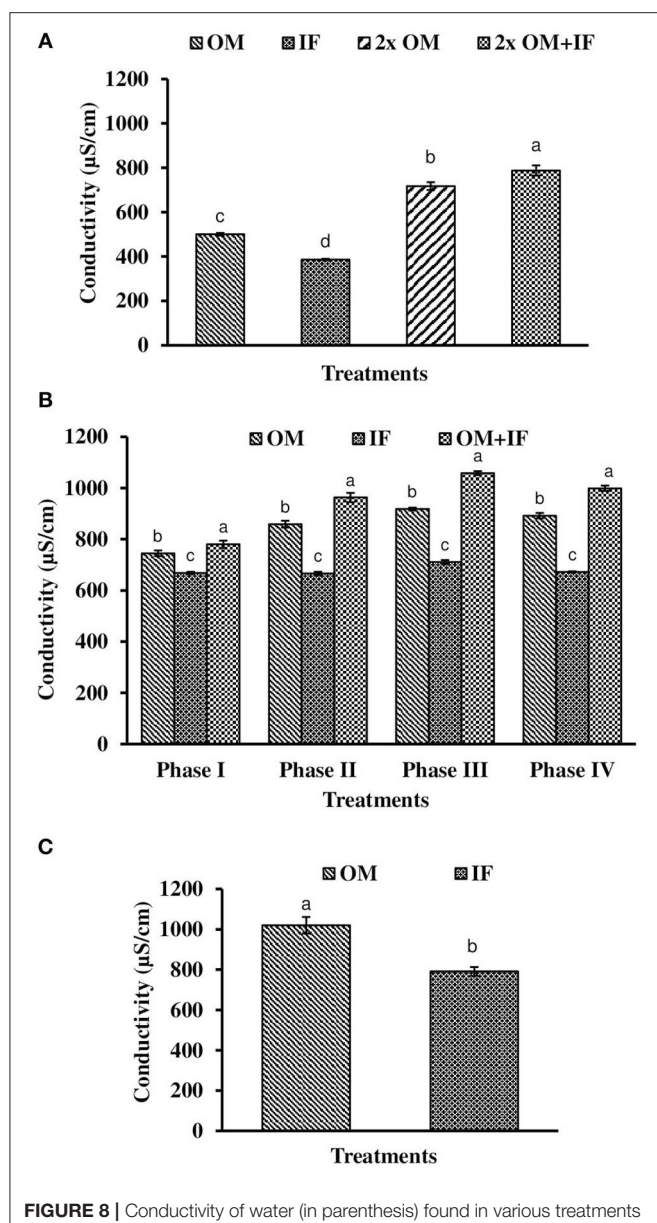 A
OM IF 2x OM 2x OM+IF
1200
1000
800
600
400
200
0
Conductivity (µS/cm)
c
d
b
a
Treatments
B
OM IF OM+IF
1200
1000
800
600
400
200
0
Conductivity (µS/cm)
b c a
b c a
b c a
b c a
Phase I Phase II Phase III Phase IV
Treatments
C
OM IF
1200
1000
800
600
400
200
0
Conductivity (µS/cm)
a
b
Treatments
FIGURE 8 | Conductivity of water (in parenthesis) found in various treatments